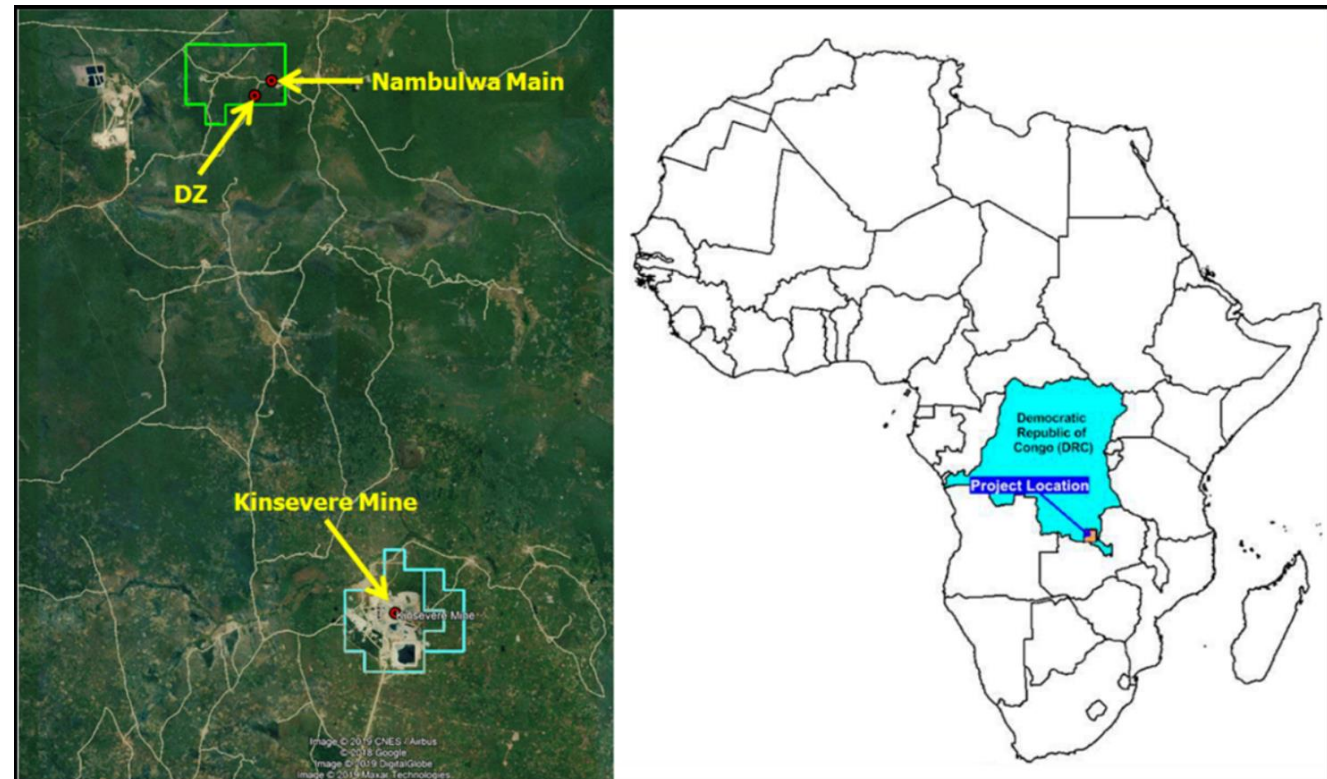 Nambulwa Main
DZ
Kinsevere Mine
Kinsevere Mine
Image © 2019 CNES / Airbus
© 2018 Google
Image © 2019 DigitalGlobe
Image © 2019 Maxar Technologies
Democratic
Republic of
Congo (DRC)
Project Location